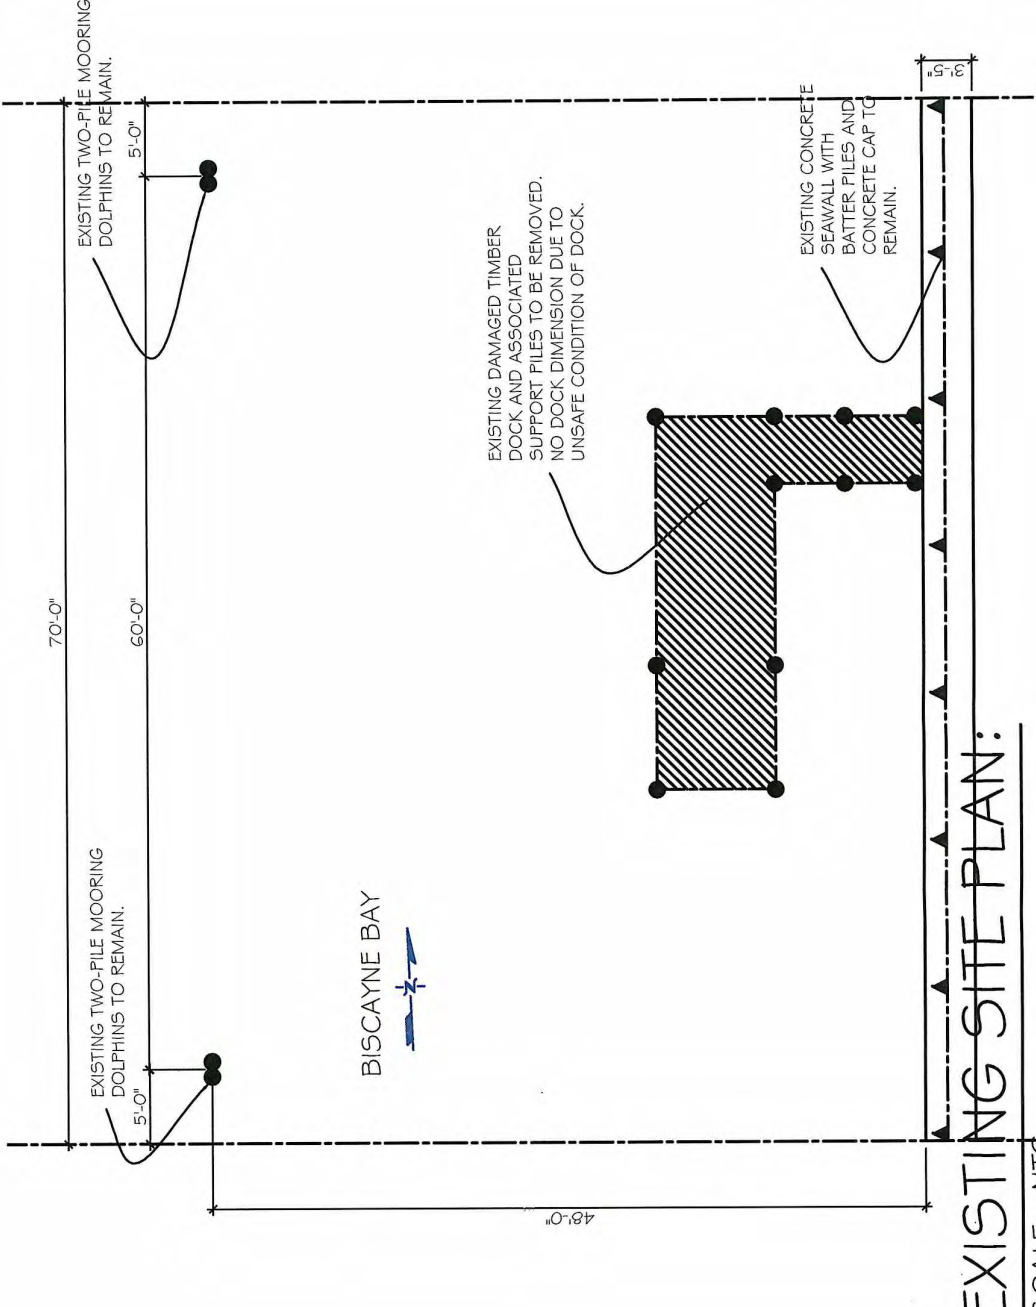 EXISTING TWO-PILE MOORING
DOLPHINS TO REMAIN.
5'-0"
70'-0"
60'-0"
EXISTING TWO-PILE MOORING
DOLPHINS TO REMAIN.
5'-0"
BISCAYNE BAY
N
EXISTING DAMAGED TIMBER
DOCK AND ASSOCIATED
SUPPORT PILES TO BE REMOVED.
NO DOCK DIMENSION DUE TO
UNSAFE CONDITION OF DOCK.
EXISTING CONCRETE
SEAWALL WITH
BATTER PILES AND
CONCRETE CAP TO
REMAIN.
3'-5"
48'-0"
EXISTING SITE PLAN: